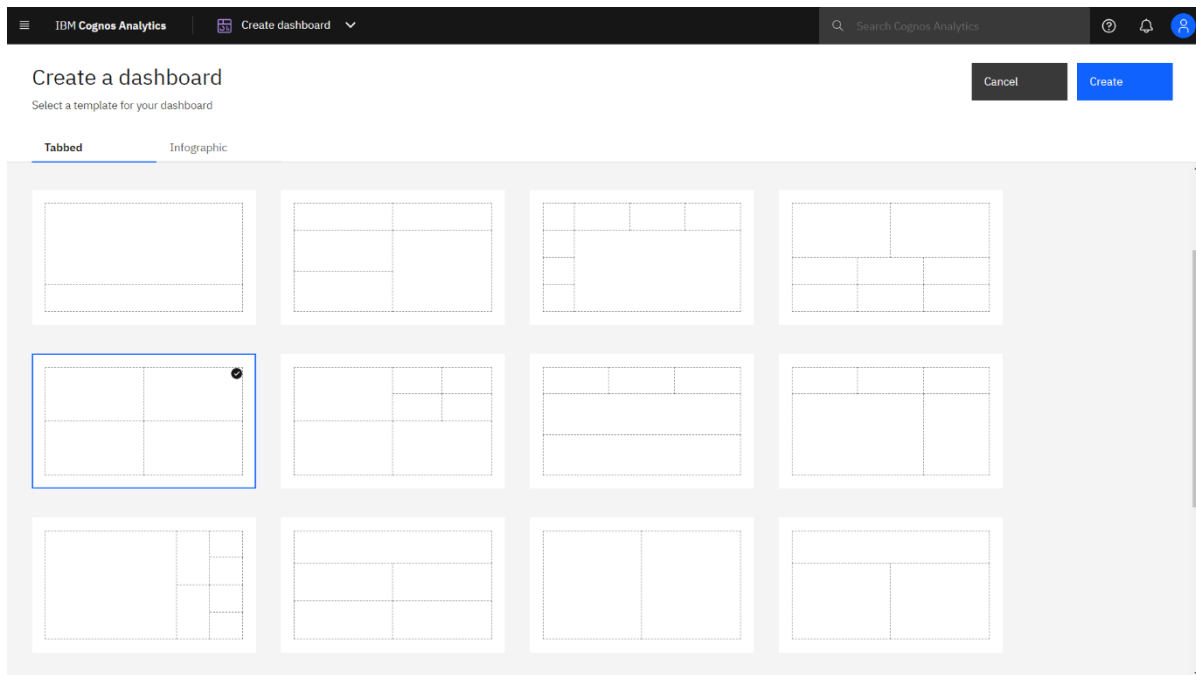 IBM Cognos Analytics
Create dashboard
Search Cognos Analytics
Create a dashboard
Select a template for your dashboard
Cancel
Create
Tabbed
Infographic